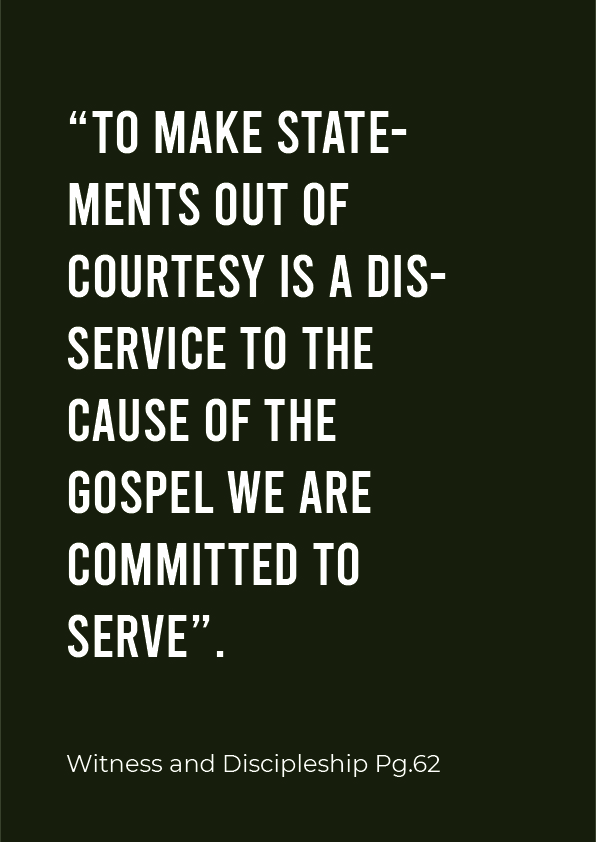 “TO MAKE STATE-
MENTS OUT OF
COURTESY IS A DIS-
SERVICE TO THE
CAUSE OF THE
GOSPEL WE ARE
COMMITTED TO
SERVE”.
Witness and Discipleship Pg.62